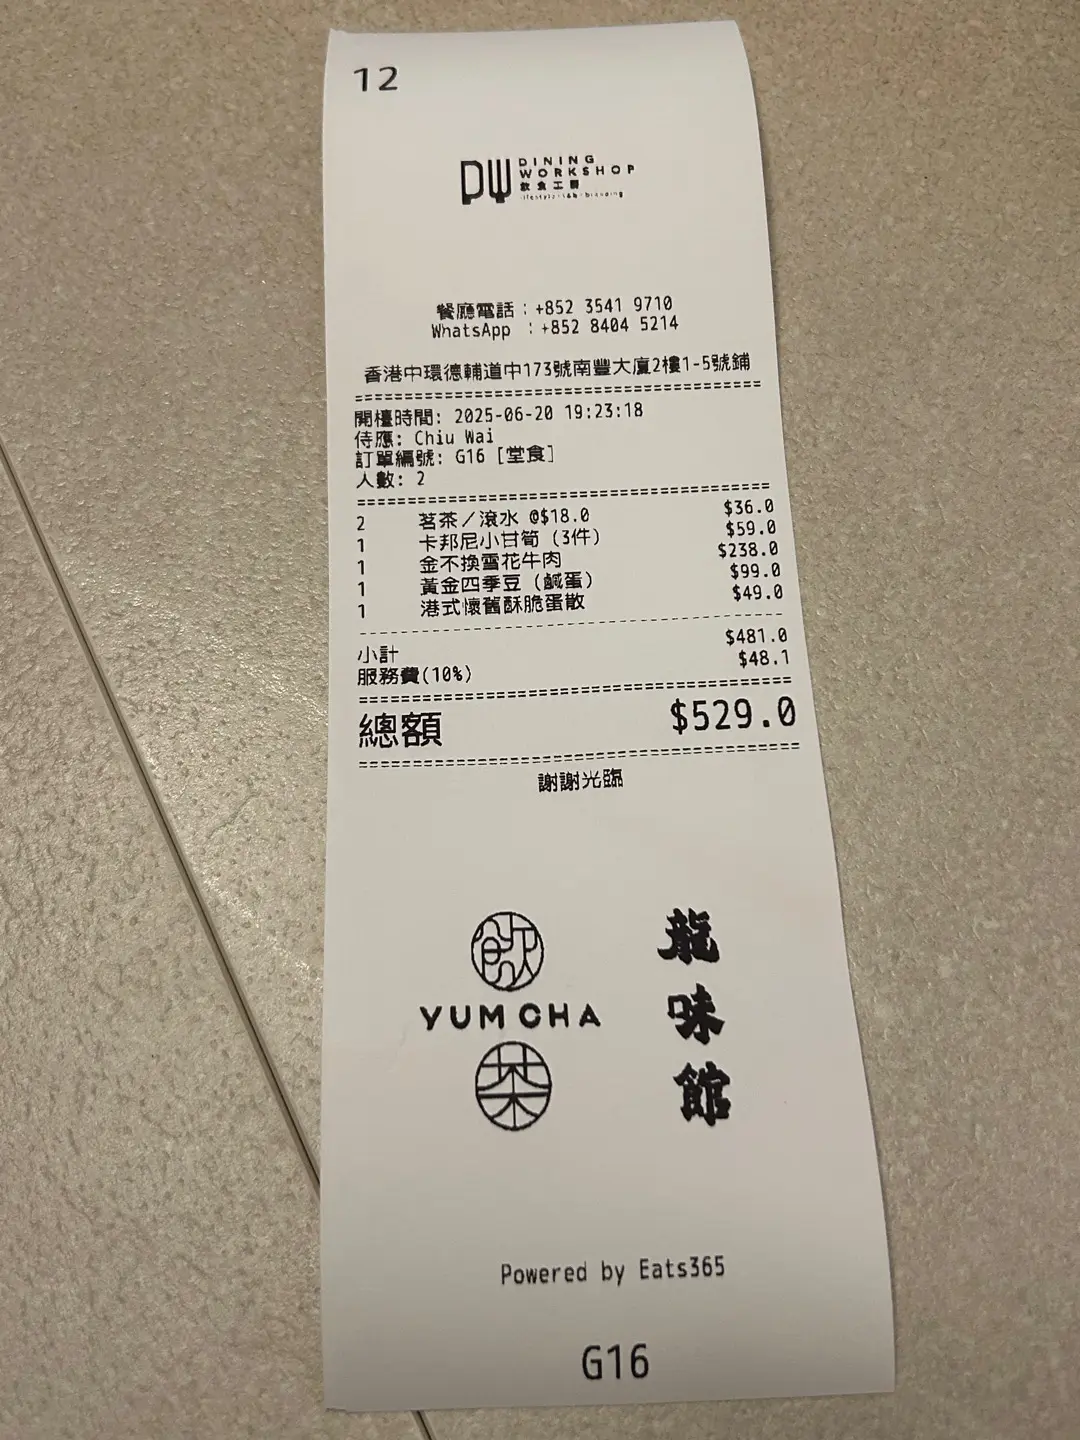 12
DW DINING
WORKSHOP
飲食工房
餐廳電話：+852 3541 9710
WhatsApp ：+852 8404 5214
香港中環德輔道中173號南豐大廈2樓1-5號鋪
開檯時間: 2025-06-20 19:23:18
侍應: Chiu Wai
訂單編號: G16 [堂食]
人數: 2
2 茗茶／滾水 @$18.0 $36.0
1 卡邦尼小甘筍 (3件) $59.0
1 金不換雪花牛肉 $238.0
1 黃金四季豆 (鹹蛋) $99.0
1 港式懷舊酥脆蛋散 $49.0
小計 $481.0
服務費(10%) $48.1
總額 $529.0
謝謝光臨
飲
YUM CHA
茶
龍味館
Powered by Eats365
G16